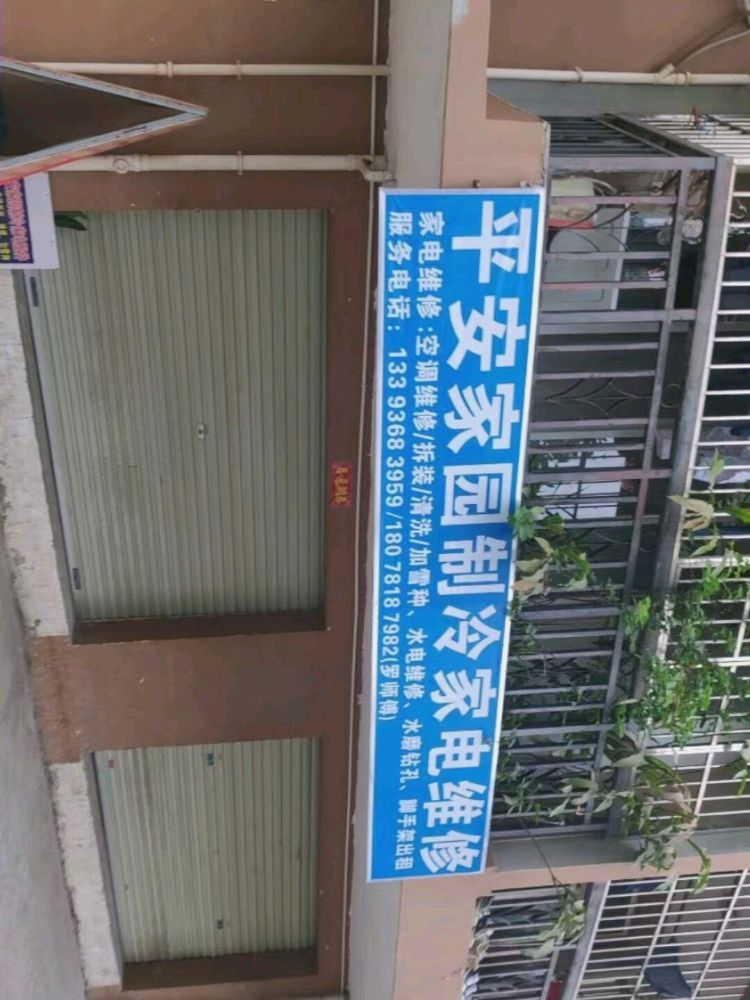 平安家园制冷家电维修
家电维修:空调维修/拆装/清洗/加雪种、水电维修、水磨钻孔、脚手架出租
服务电话：133 9368 3959 /180 7818 7982(罗师傅)